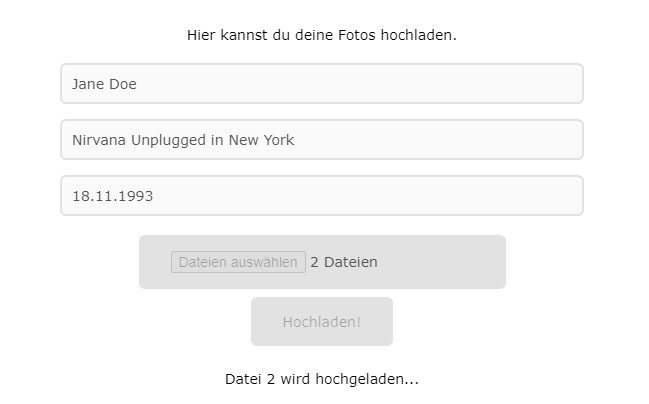 Hier kannst du deine Fotos hochladen.
Jane Doe
Nirvana Unplugged in New York
18.11.1993
Dateien auswählen 2 Dateien
Hochladen!
Datei 2 wird hochgeladen...